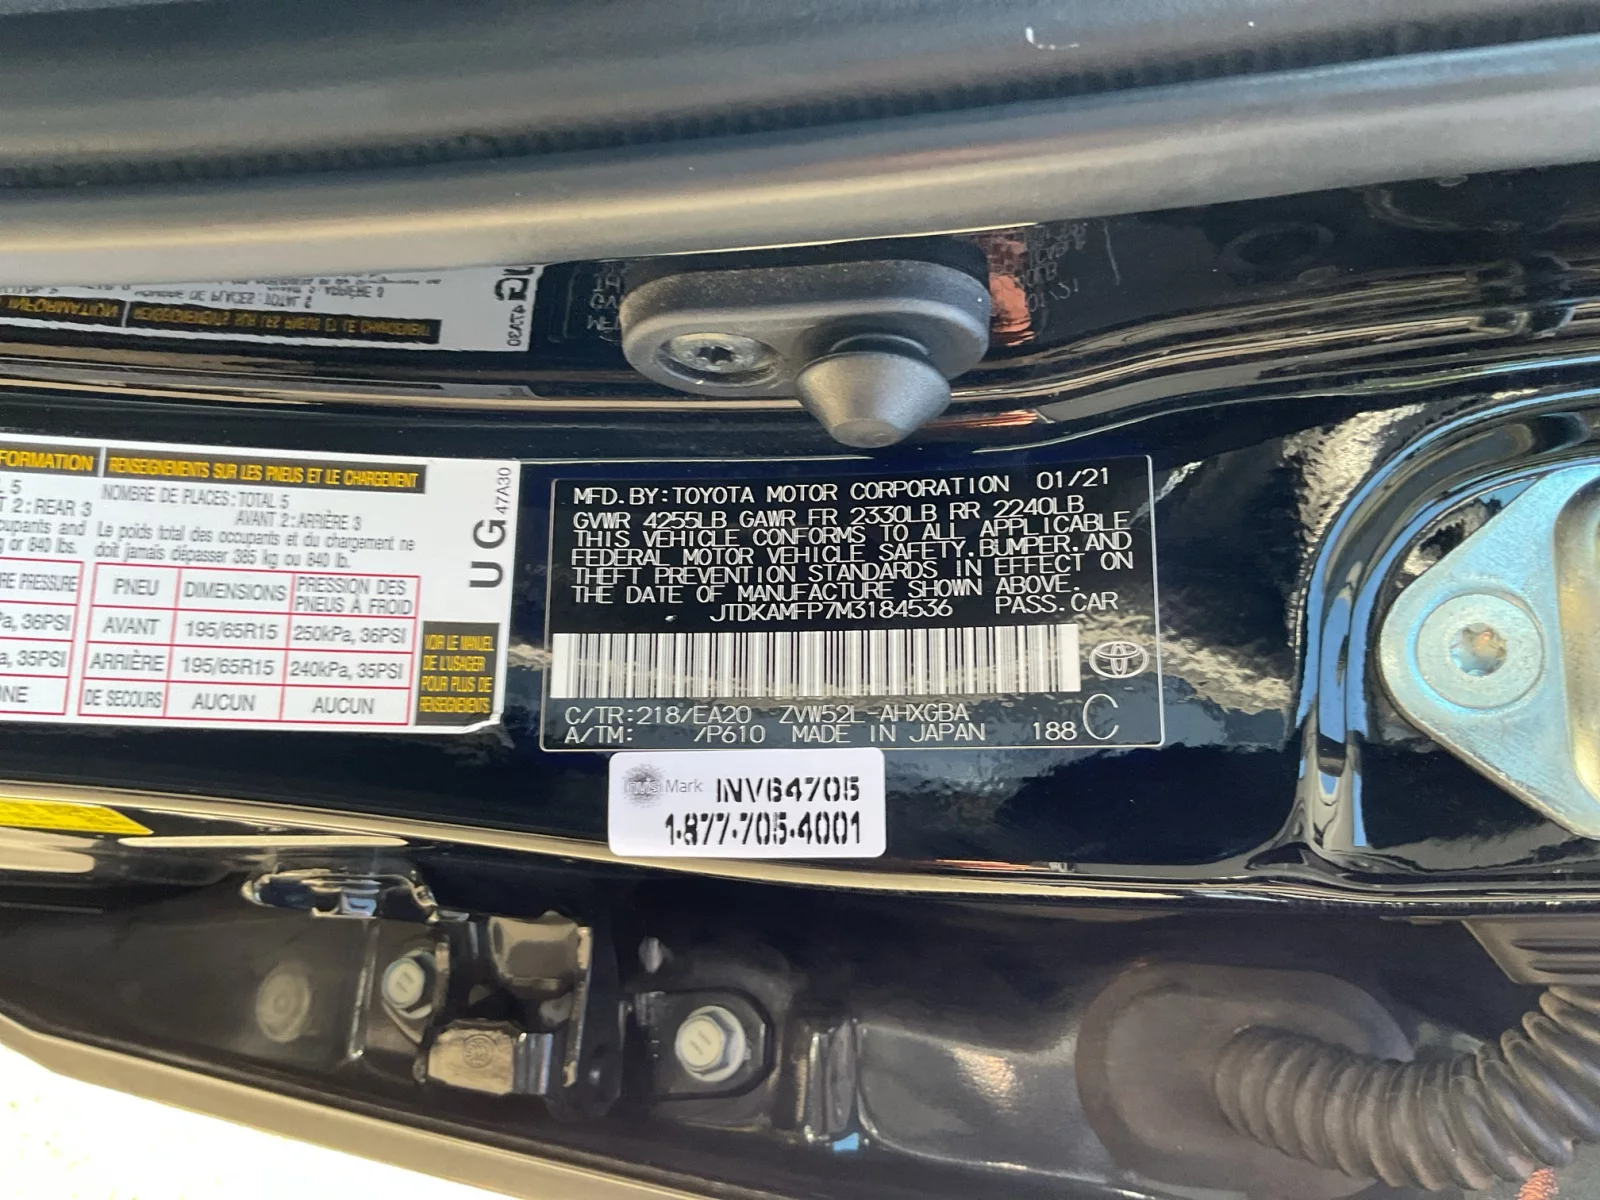 FORMATION
RENSEIGNEMENTS SUR LES PNEUS ET LE CHARGEMENT
5
2:REAR 3
NOMBRE DE PLACES:TOTAL 5
AVANT 2:ARRIÈRE 3
cupants and
g or 640 lbs.
Le poids total des occupants et du chargement ne
doit jamais dépasser 385 kg ou 640 lb.
RE PRESSURE
PNEU DIMENSIONS PRESSION DES PNEUS À FROID
a, 36PSI
AVANT 195/65R15 250kPa, 36PSI
a, 35PSI
ARRIÈRE 195/65R15 240kPa, 35PSI
ONE
DE SECOURS AUCUN AUCUN
UG
47A30
VOIR LE MANUEL
DE L'USAGER
POUR PLUS DE
RENSEIGNEMENTS.
MFD.BY:TOYOTA MOTOR CORPORATION 01/21
GVWR 4255LB GAWR FR 2330LB RR 2240LB
THIS VEHICLE CONFORMS TO ALL APPLICABLE
FEDERAL MOTOR VEHICLE SAFETY,BUMPER,AND
THEFT PREVENTION STANDARDS IN EFFECT ON
THE DATE OF MANUFACTURE SHOWN ABOVE.
JTDKAMFP7M3184536 PASS.CAR
C/TR:218/EA20 ZVW52L-AHXGBA
A/TM: /P610 MADE IN JAPAN 188 C
Mark INV64705
1-877-705-4001